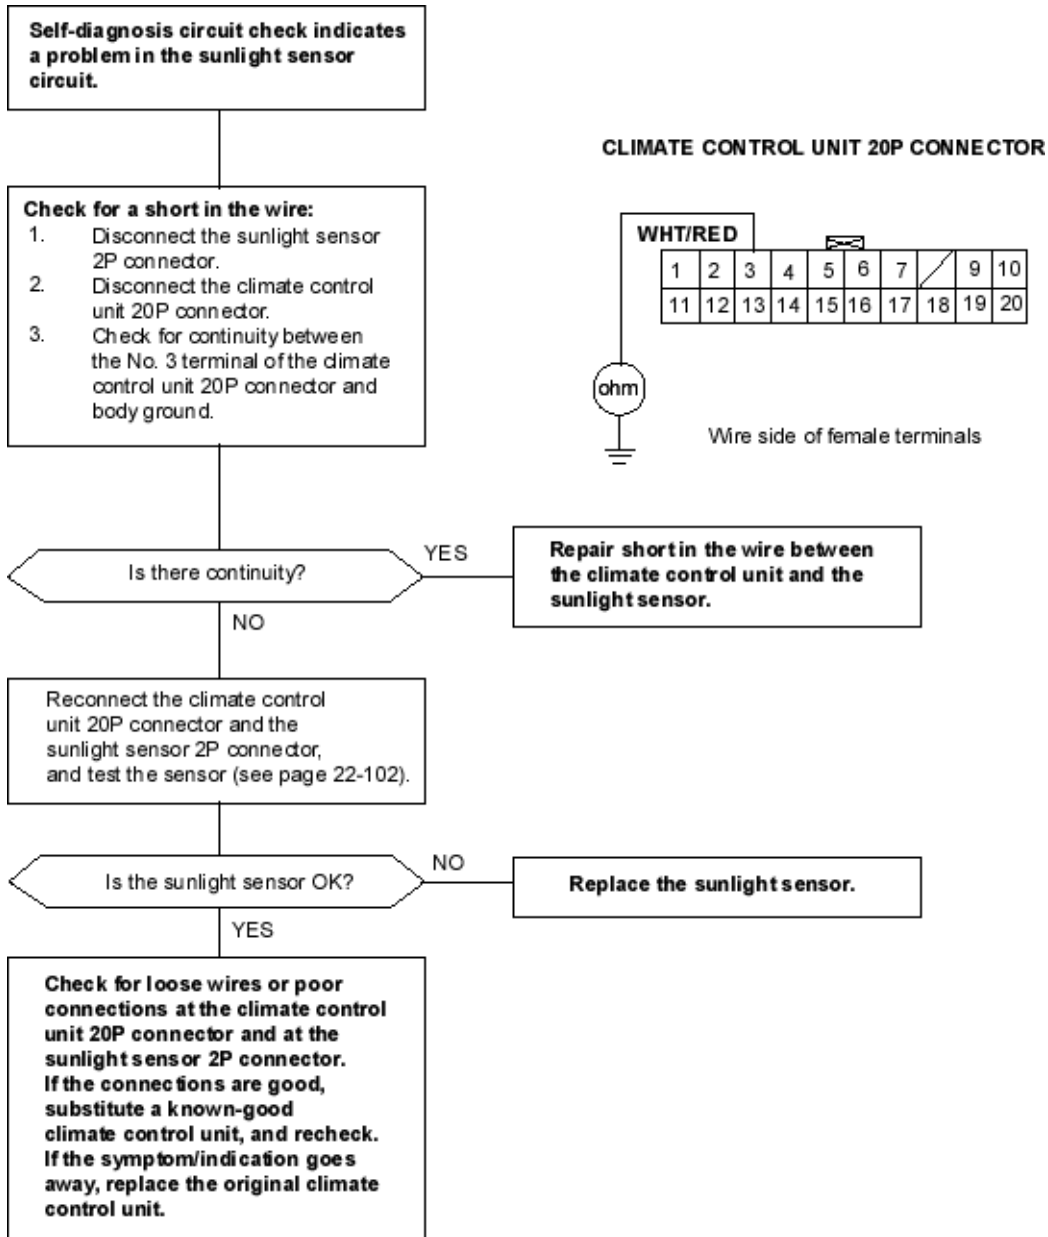 Self-diagnosis circuit check indicates
a problem in the sunlight sensor
circuit.
Check for a short in the wire:
1. Disconnect the sunlight sensor
2P connector.
2. Disconnect the climate control
unit 20P connector.
3. Check for continuity between
the No. 3 terminal of the climate
control unit 20P connector and
body ground.
CLIMATE CONTROL UNIT 20P CONNECTOR
WHT/RED
1 2 3 4 5 6 7 9 10
11 12 13 14 15 16 17 18 19 20
ohm
Wire side of female terminals
Is there continuity?
YES
Repair short in the wire between
the climate control unit and the
sunlight sensor.
NO
Reconnect the climate control
unit 20P connector and the
sunlight sensor 2P connector,
and test the sensor (see page 22-102).
Is the sunlight sensor OK?
NO
Replace the sunlight sensor.
YES
Check for loose wires or poor
connections at the climate control
unit 20P connector and at the
sunlight sensor 2P connector.
If the connections are good,
substitute a known-good
climate control unit, and recheck.
If the symptom/indication goes
away, replace the original climate
control unit.